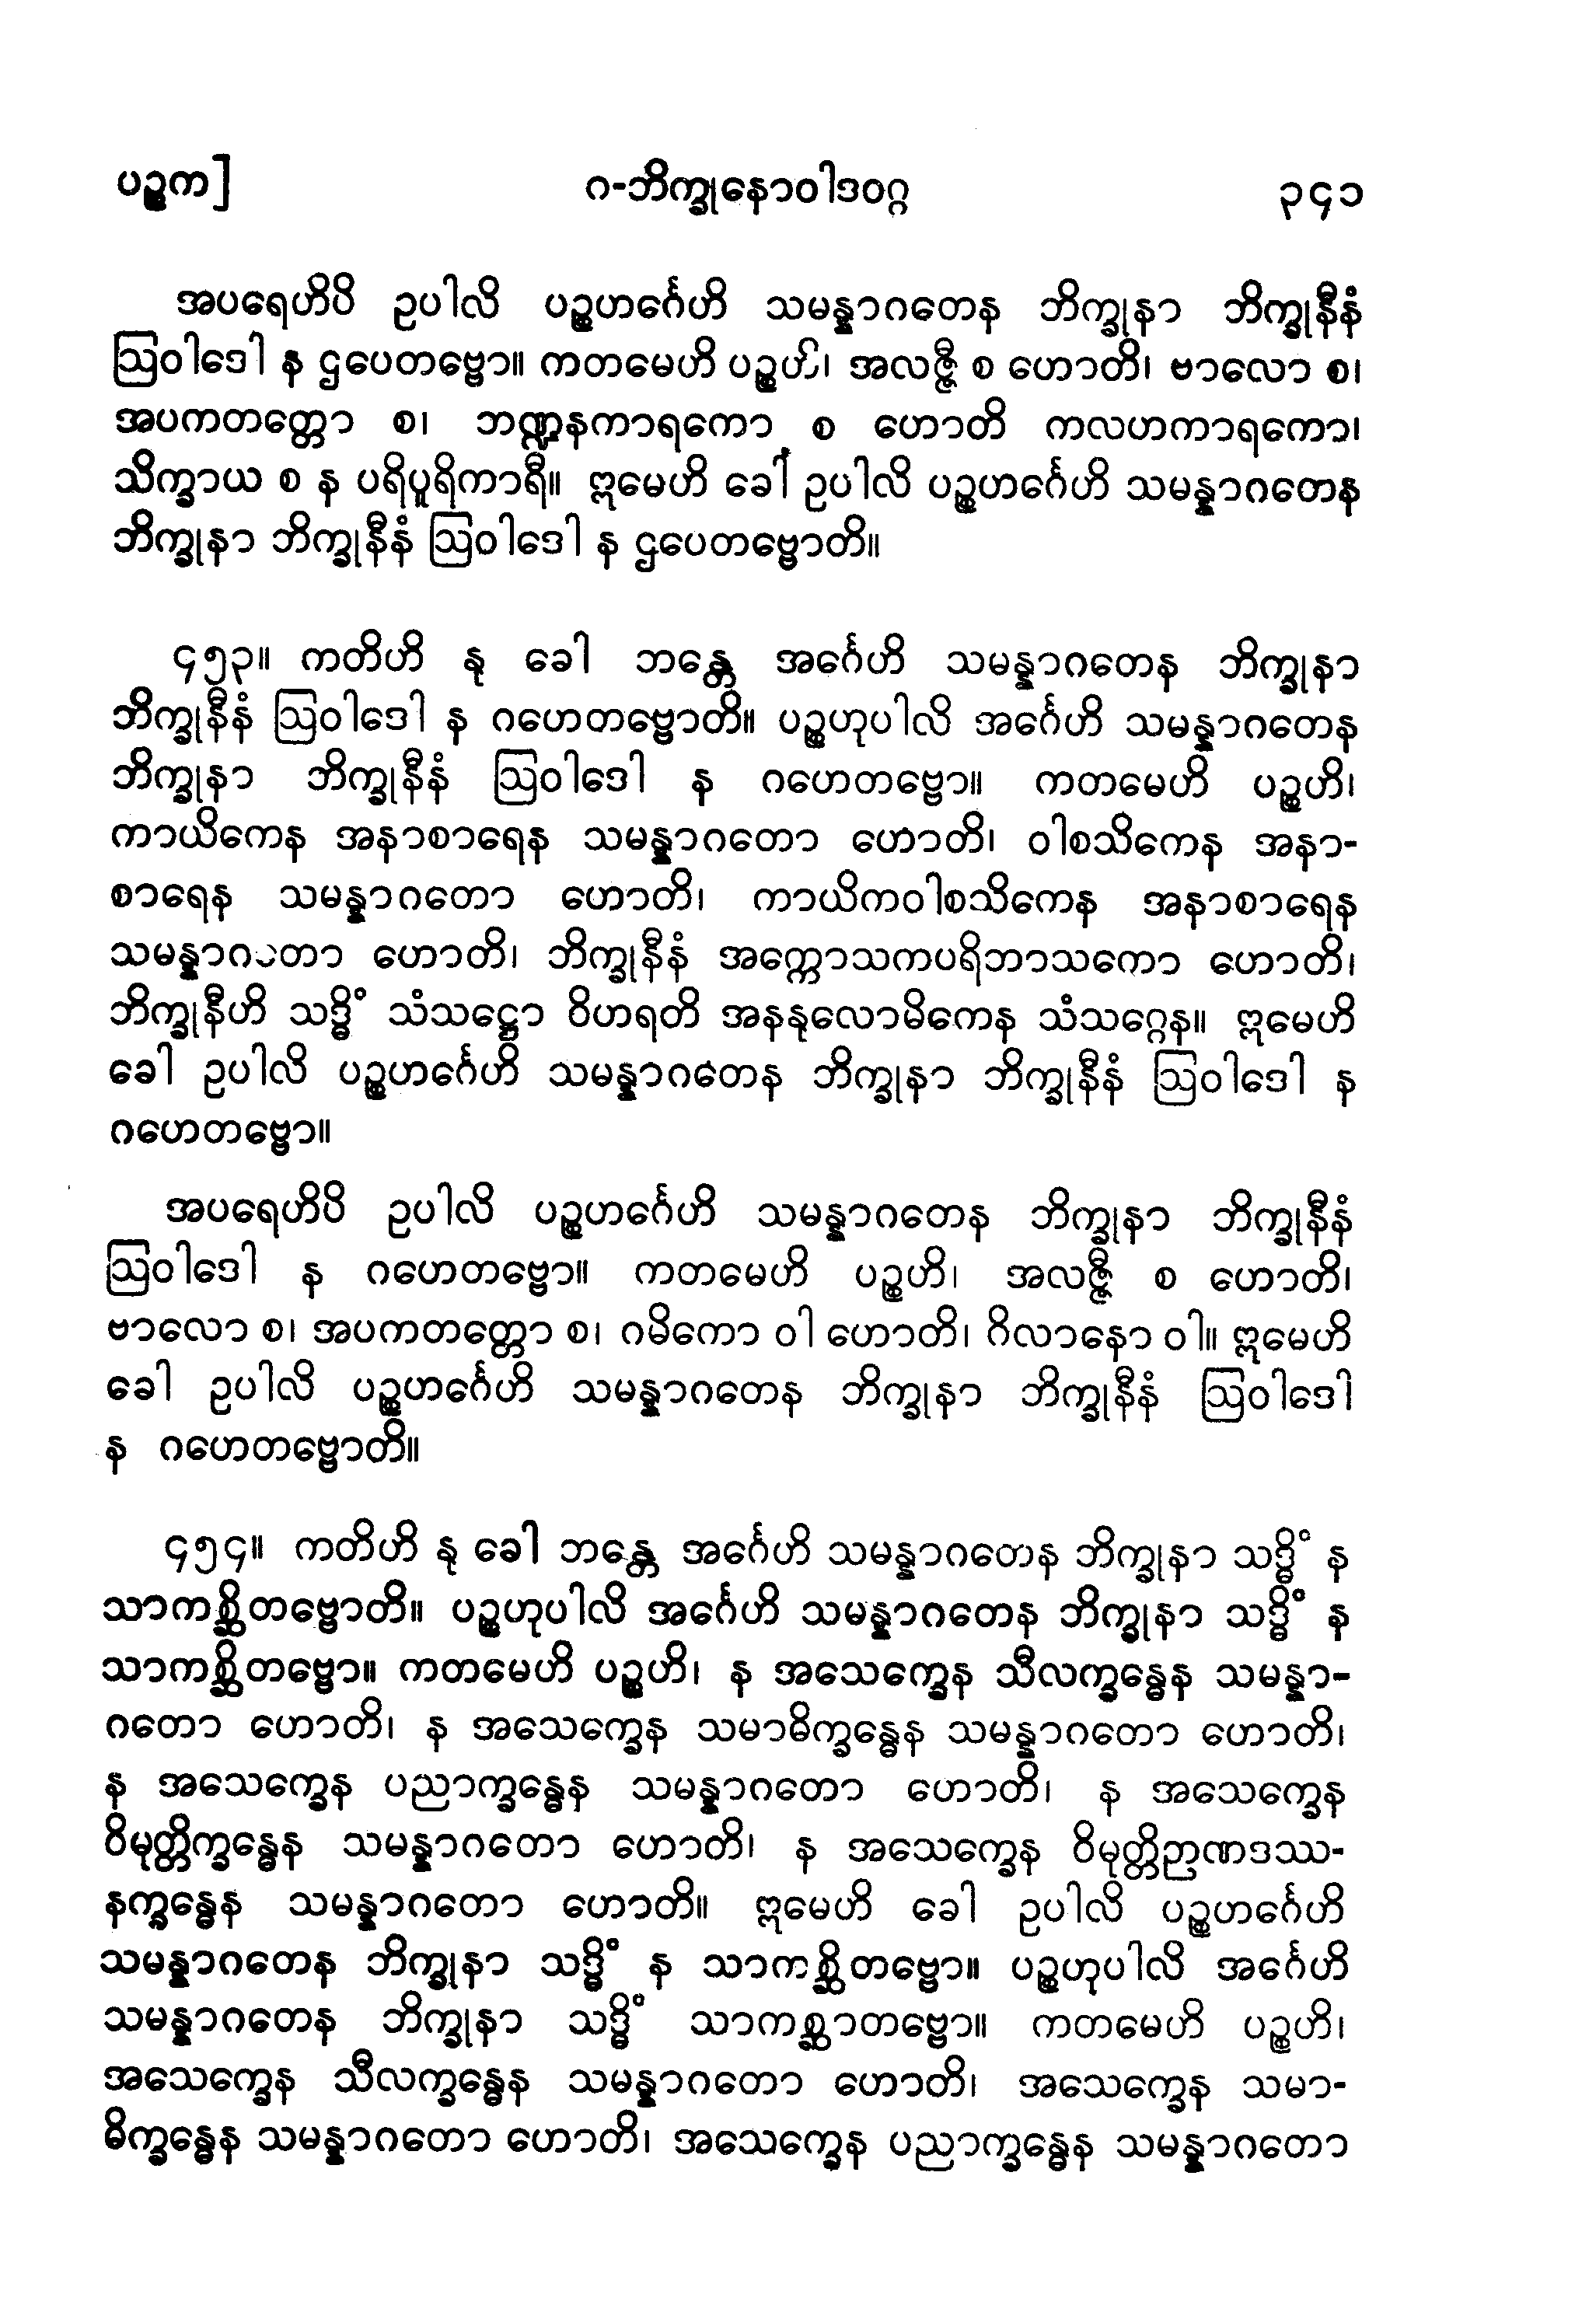 ပဉ္စက] ဂ-ဘိက္ခုနောဝါဒဝဂ္ဂ ၃၄၁
အပရေဟိပိ ဥပါလိ ပဉ္စဟင်္ဂေဟိ သမန္နာဂတေန ဘိက္ခုနာ ဘိက္ခုနီနံ
ဩဝါဒေါ န ဌပေတဗ္ဗော။ ကတမေဟိ ပဉ္စဟိ၊ အလဇ္ဇီ စ ဟောတိ၊ ဗာလော စ၊
အပကတတ္တော စ၊ ဘဏ္ဍနကာရကော စ ဟောတိ ကလဟကာရကော၊
သိက္ခာယ စ န ပရိပူရိကာရီ။ ဣမေဟိ ခေါ ဥပါလိ ပဉ္စဟင်္ဂေဟိ သမန္နာဂတေန
ဘိက္ခုနာ ဘိက္ခုနီနံ ဩဝါဒေါ န ဌပေတဗ္ဗောတိ။
၄၅၃။ ကတိဟိ နု ခေါ ဘန္တေ အင်္ဂေဟိ သမန္နာဂတေန ဘိက္ခုနာ
ဘိက္ခုနီနံ ဩဝါဒေါ န ဂဟေတဗ္ဗောတိ။ ပဉ္စဟုပါလိ အင်္ဂေဟိ သမန္နာဂတေန
ဘိက္ခုနာ ဘိက္ခုနီနံ ဩဝါဒေါ န ဂဟေတဗ္ဗော။ ကတမေဟိ ပဉ္စဟိ၊
ကာယိကေန အနာစာရေန သမန္နာဂတော ဟောတိ၊ ဝါစသိကေန အနာ-
စာရေန သမန္နာဂတော ဟောတိ၊ ကာယိကဝါစသိကေန အနာစာရေန
သမန္နာဂတော ဟောတိ၊ ဘိက္ခုနီနံ အက္ကောသကပရိဘာသကော ဟောတိ၊
ဘိက္ခုနီဟိ သဒ္ဓိံ သံသဋ္ဌော ဝိဟရတိ အနနုလောမိကေန သံသဂ္ဂေန။ ဣမေဟိ
ခေါ ဥပါလိ ပဉ္စဟင်္ဂေဟိ သမန္နာဂတေန ဘိက္ခုနာ ဘိက္ခုနီနံ ဩဝါဒေါ န
ဂဟေတဗ္ဗော။
အပရေဟိပိ ဥပါလိ ပဉ္စဟင်္ဂေဟိ သမန္နာဂတေန ဘိက္ခုနာ ဘိက္ခုနီနံ
ဩဝါဒေါ န ဂဟေတဗ္ဗော။ ကတမေဟိ ပဉ္စဟိ၊ အလဇ္ဇီ စ ဟောတိ၊
ဗာလော စ၊ အပကတတ္တော စ၊ ဂမိကော ဝါ ဟောတိ၊ ဂိလာနော ဝါ။ ဣမေဟိ
ခေါ ဥပါလိ ပဉ္စဟင်္ဂေဟိ သမန္နာဂတေန ဘိက္ခုနာ ဘိက္ခုနီနံ ဩဝါဒေါ
န ဂဟေတဗ္ဗောတိ။
၄၅၄။ ကတိဟိ နု ခေါ ဘန္တေ အင်္ဂေဟိ သမန္နာဂတေန ဘိက္ခုနာ သဒ္ဓိံ န
သာကစ္ဆိတဗ္ဗောတိ။ ပဉ္စဟုပါလိ အင်္ဂေဟိ သမန္နာဂတေန ဘိက္ခုနာ သဒ္ဓိံ န
သာကစ္ဆိတဗ္ဗော။ ကတမေဟိ ပဉ္စဟိ၊ န အသေက္ခေန သီလက္ခန္ဓေန သမန္နာ-
ဂတော ဟောတိ၊ န အသေက္ခေန သမာဓိက္ခန္ဓေန သမန္နာဂတော ဟောတိ၊
န အသေက္ခေန ပညာက္ခန္ဓေန သမန္နာဂတော ဟောတိ၊ န အသေက္ခေန
ဝိမုတ္တိက္ခန္ဓေန သမန္နာဂတော ဟောတိ၊ န အသေက္ခေန ဝိမုတ္တိဉာဏဒဿ-
နက္ခန္ဓေန သမန္နာဂတော ဟောတိ။ ဣမေဟိ ခေါ ဥပါလိ ပဉ္စဟင်္ဂေဟိ
သမန္နာဂတေန ဘိက္ခုနာ သဒ္ဓိံ န သာကစ္ဆိတဗ္ဗော။ ပဉ္စဟုပါလိ အင်္ဂေဟိ
သမန္နာဂတေန ဘိက္ခုနာ သဒ္ဓိံ သာကစ္ဆာတဗ္ဗော။ ကတမေဟိ ပဉ္စဟိ၊
အသေက္ခေန သီလက္ခန္ဓေန သမန္နာဂတော ဟောတိ၊ အသေက္ခေန သမာ-
ဓိက္ခန္ဓေန သမန္နာဂတော ဟောတိ၊ အသေက္ခေန ပညာက္ခန္ဓေန သမန္နာဂတော